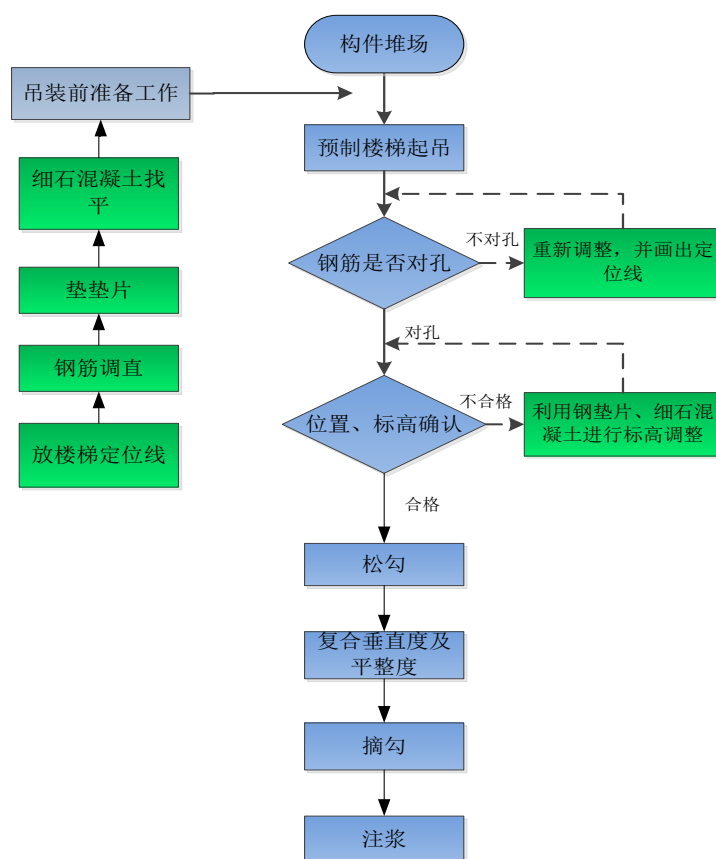 构件堆场
吊装前准备工作
预制楼梯起吊
细石混凝土找
平
不对孔
钢筋是否对孔
重新调整，并画出定
位线
垫垫片
对孔
钢筋调直
不合格
位置、标高确认
利用钢垫片、细石混
凝土进行标高调整
放楼梯定位线
合格
松勾
复合垂直度及
平整度
摘勾
注浆